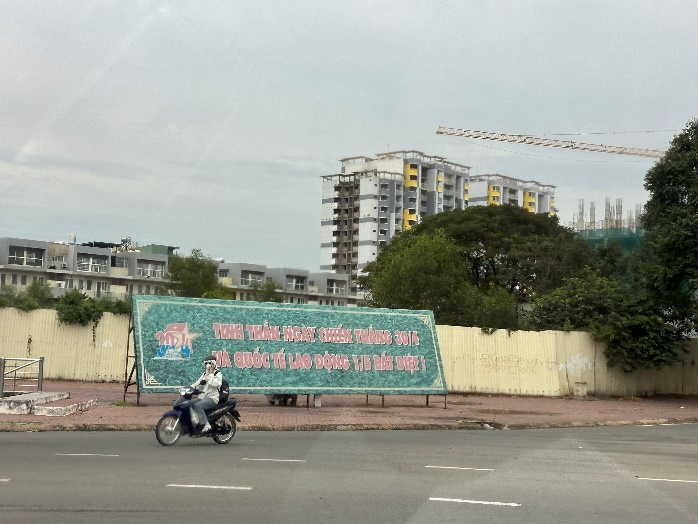 TINH THẦN NGÀY CHIẾN THẮNG 30/4
VÀ QUỐC TẾ LAO ĐỘNG 1/5 BẤT DIỆT !